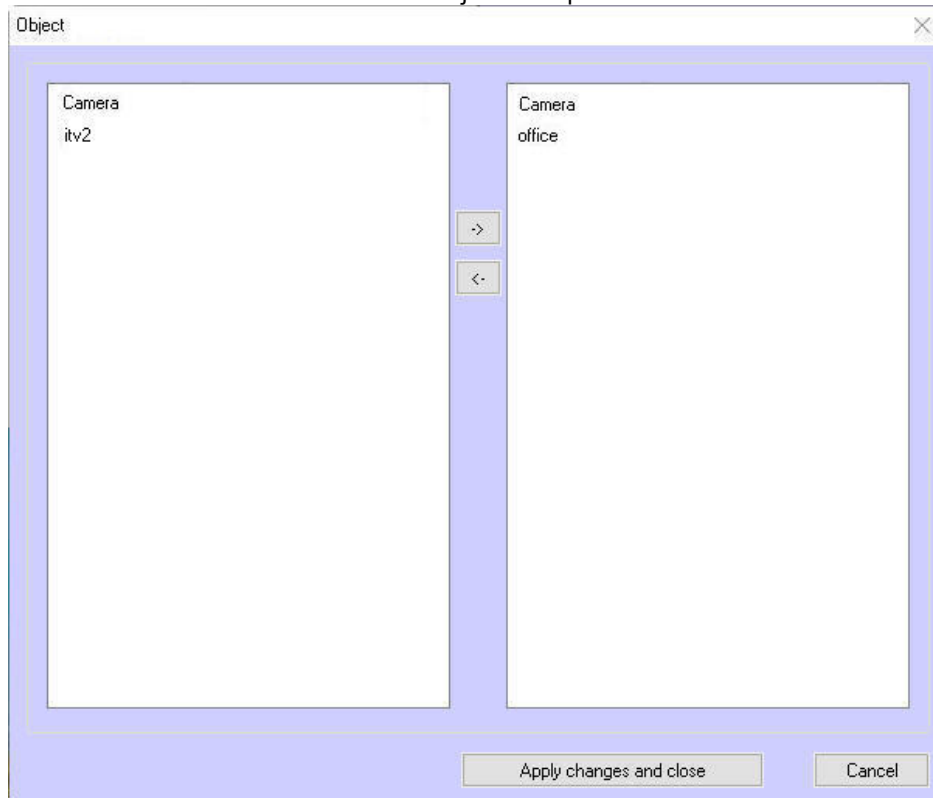 Object
Camera
itv2
Camera
office
->
<-
Apply changes and close
Cancel